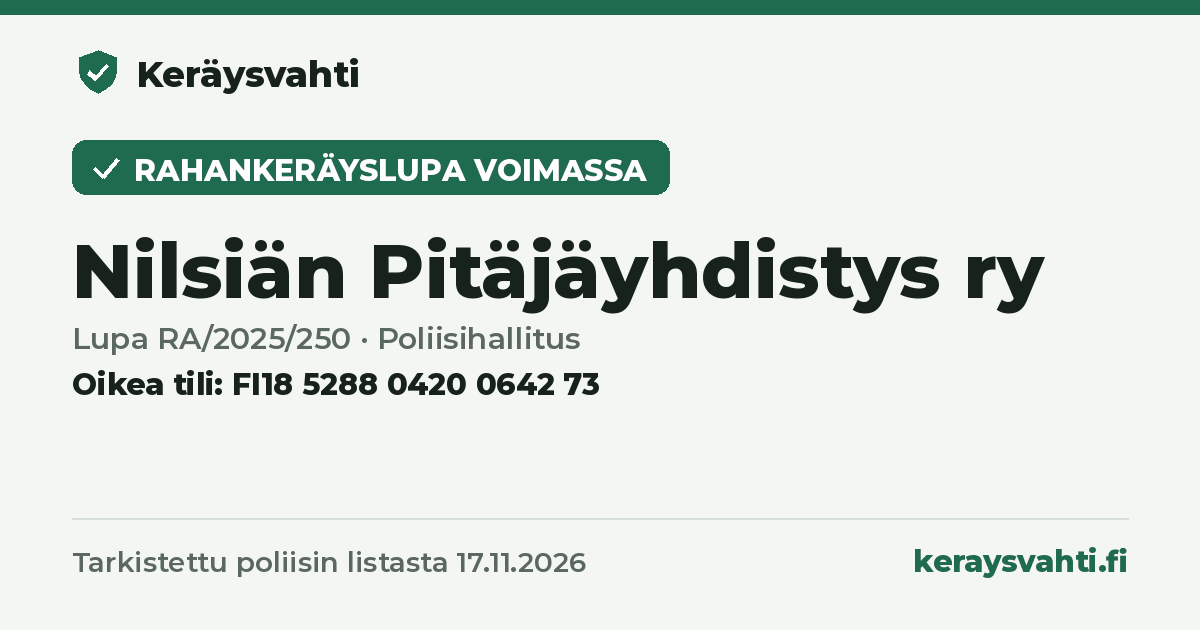 Keräysvahti
RAHANKERÄYSLUPA VOIMASSA
Nilsiän Pitäjäyhdistys ry
Lupa RA/2025/250 · Poliisihallitus
Oikea tili: FI18 5288 0420 0642 73
Tarkistettu poliisin listasta 17.11.2026
keraysvahti.fi